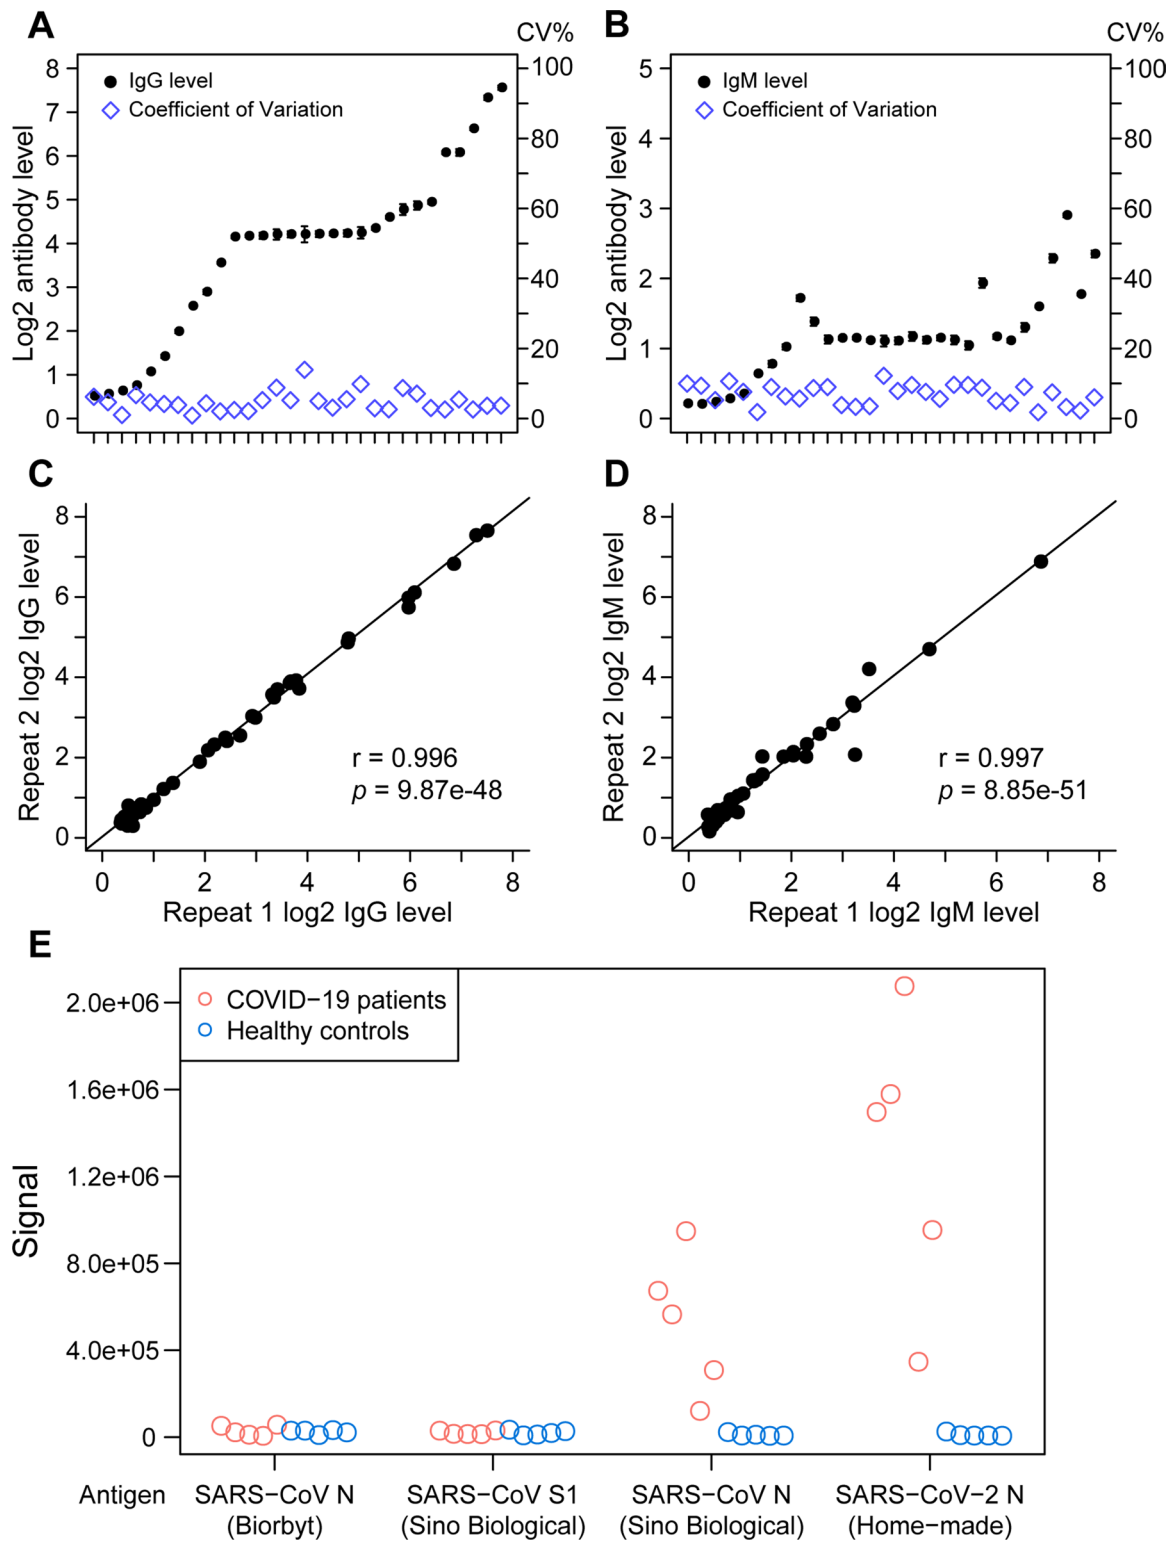 A
CV%
IgG level
Coefficient of Variation
Log2 antibody level
8
7
6
5
4
3
2
1
0
100
80
60
40
20
0
B
CV%
IgM level
Coefficient of Variation
Log2 antibody level
5
4
3
2
1
0
100
80
60
40
20
0
C
Repeat 2 log2 IgG level
8
6
4
2
0
r = 0.996
p = 9.87e-48
0 2 4 6 8
Repeat 1 log2 IgG level
D
Repeat 2 log2 IgM level
8
6
4
2
0
r = 0.997
p = 8.85e-51
0 2 4 6 8
Repeat 1 log2 IgM level
E
COVID−19 patients
Healthy controls
Signal
2.0e+06
1.6e+06
1.2e+06
8.0e+05
4.0e+05
0
Antigen
SARS−CoV N
(Biorbyt)
SARS−CoV S1
(Sino Biological)
SARS−CoV N
(Sino Biological)
SARS−CoV−2 N
(Home−made)